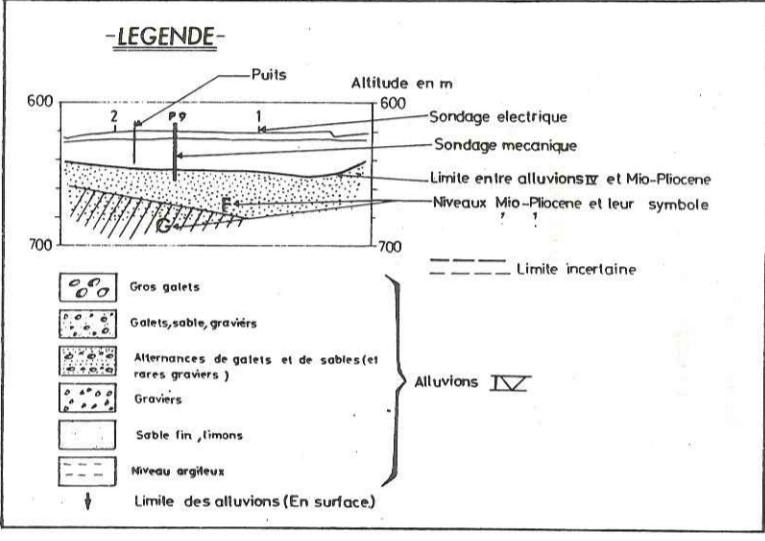 -LEGENDE-
Puits
Altitude en m
600
600
2
P9
1
Sondage electrique
Sondage mecanique
Limite entre alluvions IV et Mio-Pliocene
F
Niveaux Mio-Pliocene et leur symbole
G
700
700
Limite incertaine
Gros galets
Galets,sable,graviérs
Alternances de galets et de sables(et
rares graviers )
Graviers
Alluvions IV
Sable fin ,limons
Niveau argileux
Limite des alluvions (En surface.)